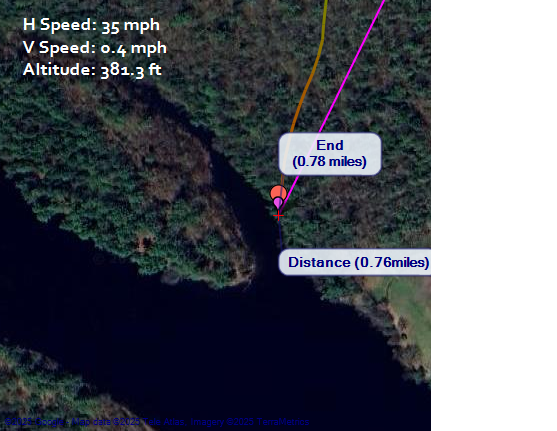 H Speed: 35 mph
V Speed: 0.4 mph
Altitude: 381.3 ft
End
(0.78 miles)
Distance (0.76miles)